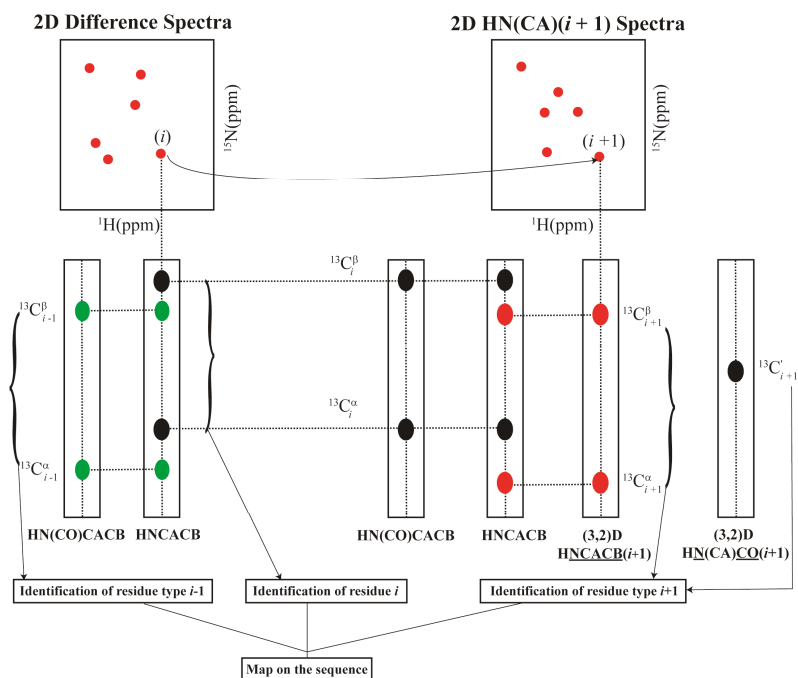 2D Difference Spectra
2D HN(CA)(i + 1) Spectra
(i)
(i +1)
¹⁵N(ppm)
¹⁵N(ppm)
¹H(ppm)
¹H(ppm)
¹³Cᵝᵢ
¹³Cᵝᵢ₋₁
¹³Cᵝᵢ₊₁
¹³C'ᵢ₊₁
¹³Cᵅᵢ
¹³Cᵅᵢ₋₁
¹³Cᵅᵢ₊₁
HN(CO)CACB
HNCACB
HN(CO)CACB
HNCACB
(3,2)D
HNCACB(i+1)
(3,2)D
HN(CA)CO(i+1)
Identification of residue type i-1
Identification of residue i
Identification of residue type i+1
Map on the sequence